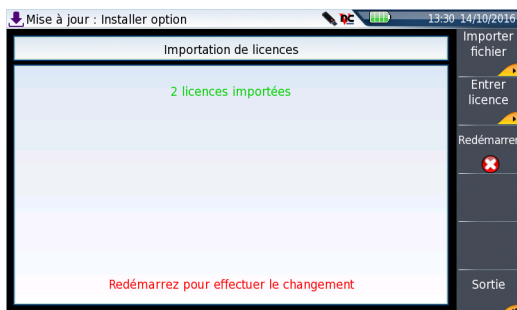 Mise à jour : Installer option
13:30 14/10/2016
Importation de licences
2 licences importées
Redémarrez pour effectuer le changement
Importer
fichier
Entrer
licence
Redémarrer
Sortie